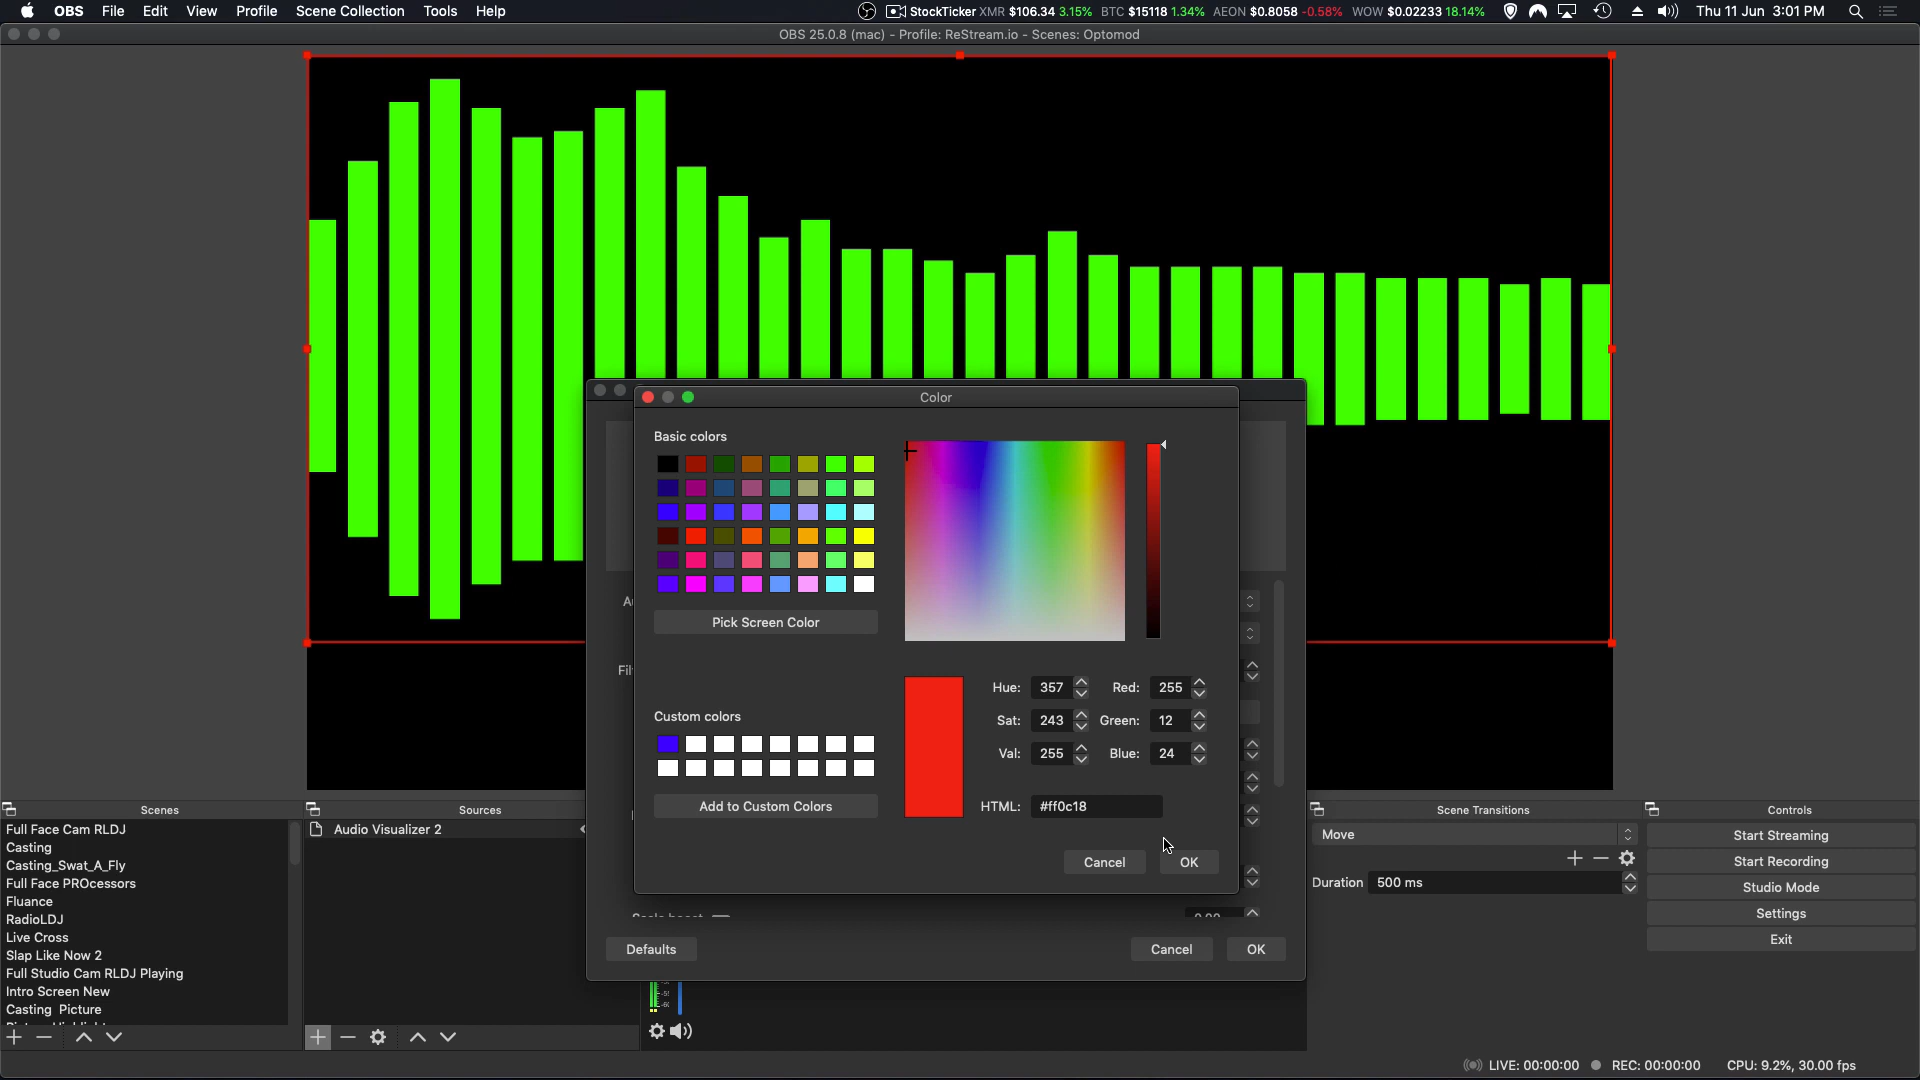 OBS File Edit View Profile Scene Collection Tools Help
StockTicker XMR $106.34 3.15% BTC $15118 1.34% AEON $0.8058 -0.58% WOW $0.02233 18.14%
Thu 11 Jun 3:01 PM
OBS 25.0.8 (mac) - Profile: ReStream.io - Scenes: Optomod
Color
Basic colors
Pick Screen Color
Custom colors
Add to Custom Colors
Hue: 357 Red: 255
Sat: 243 Green: 12
Val: 255 Blue: 24
HTML: #ff0c18
Cancel OK
Defaults Cancel OK
Scenes
Full Face Cam RLDJ
Casting
Casting_Swat_A_Fly
Full Face PROcessors
Fluance
RadioLDJ
Live Cross
Slap Like Now 2
Full Studio Cam RLDJ Playing
Intro Screen New
Casting Picture
Sources
Audio Visualizer 2
Scene Transitions
Move
Duration 500 ms
Controls
Start Streaming
Start Recording
Studio Mode
Settings
Exit
LIVE: 00:00:00 REC: 00:00:00 CPU: 9.2%, 30.00 fps